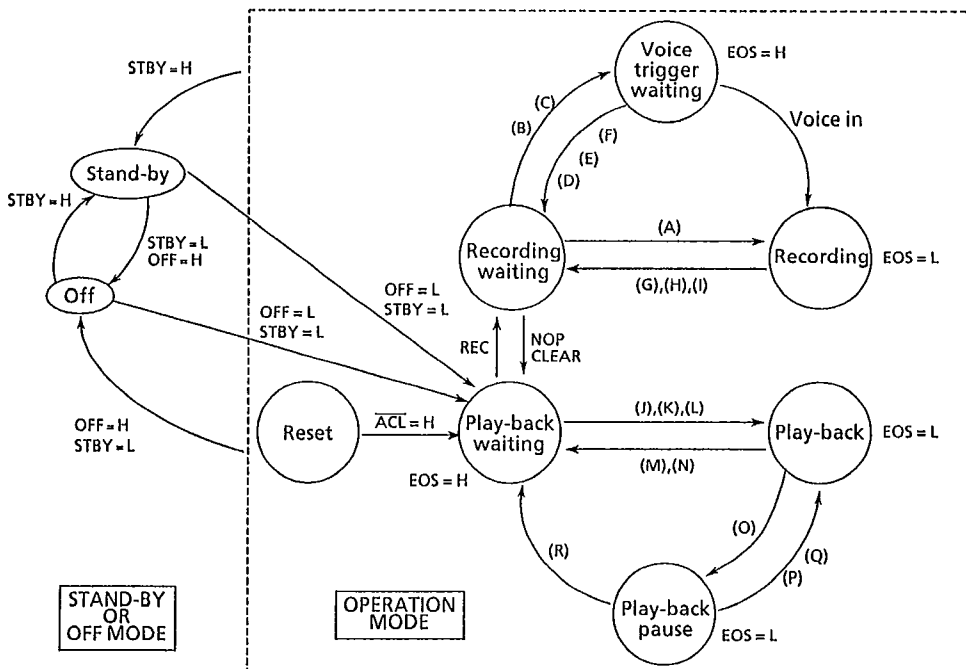 Voice
trigger
waiting
EOS = H
STBY = H
(C)
(B)
(F)
(E)
(D)
Voice in
Stand-by
STBY = H
STBY = L
OFF = H
Off
Recording
waiting
(A)
(G),(H),(I)
Recording
EOS = L
OFF = L
STBY = L
OFF = L
STBY = L
REC
NOP
CLEAR
OFF = H
STBY = L
Reset
ACL = H
Play-back
waiting
EOS = H
(J),(K),(L)
(M),(N)
Play-back
EOS = L
(O)
(Q)
(P)
(R)
Play-back
pause
EOS = L
STAND-BY
OR
OFF MODE
OPERATION
MODE